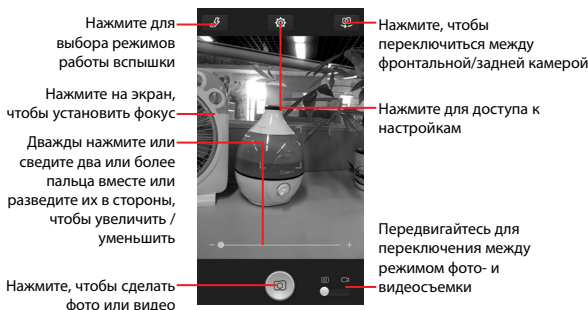 Нажмите для
выбора режимов
работы вспышки
Нажмите на экран,
чтобы установить фокус
Дважды нажмите или
сведите два или более
пальца вместе или
разведите их в стороны,
чтобы увеличить /
уменьшить
Нажмите, чтобы сделать
фото или видео
Нажмите, чтобы
переключиться между
фронтальной/задней камерой
Нажмите для доступа к
настройкам
Передвигайтесь для
переключения между
режимом фото- и
видеосъемки